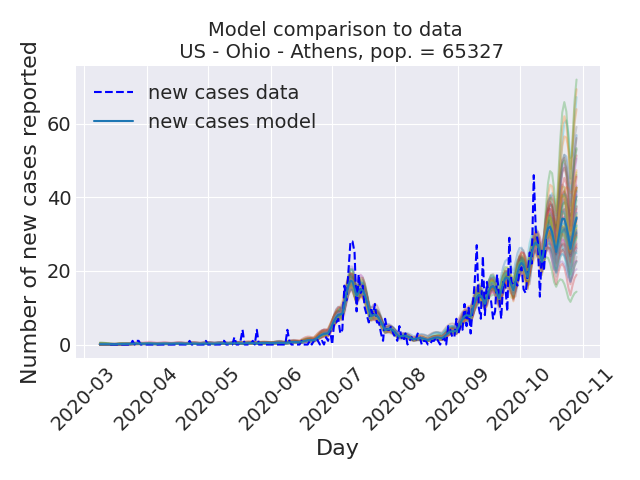 Model comparison to data
US - Ohio - Athens, pop. = 65327
Number of new cases reported
60
40
20
0
new cases data
new cases model
2020-03
2020-04
2020-05
2020-06
2020-07
2020-08
2020-09
2020-10
2020-11
Day